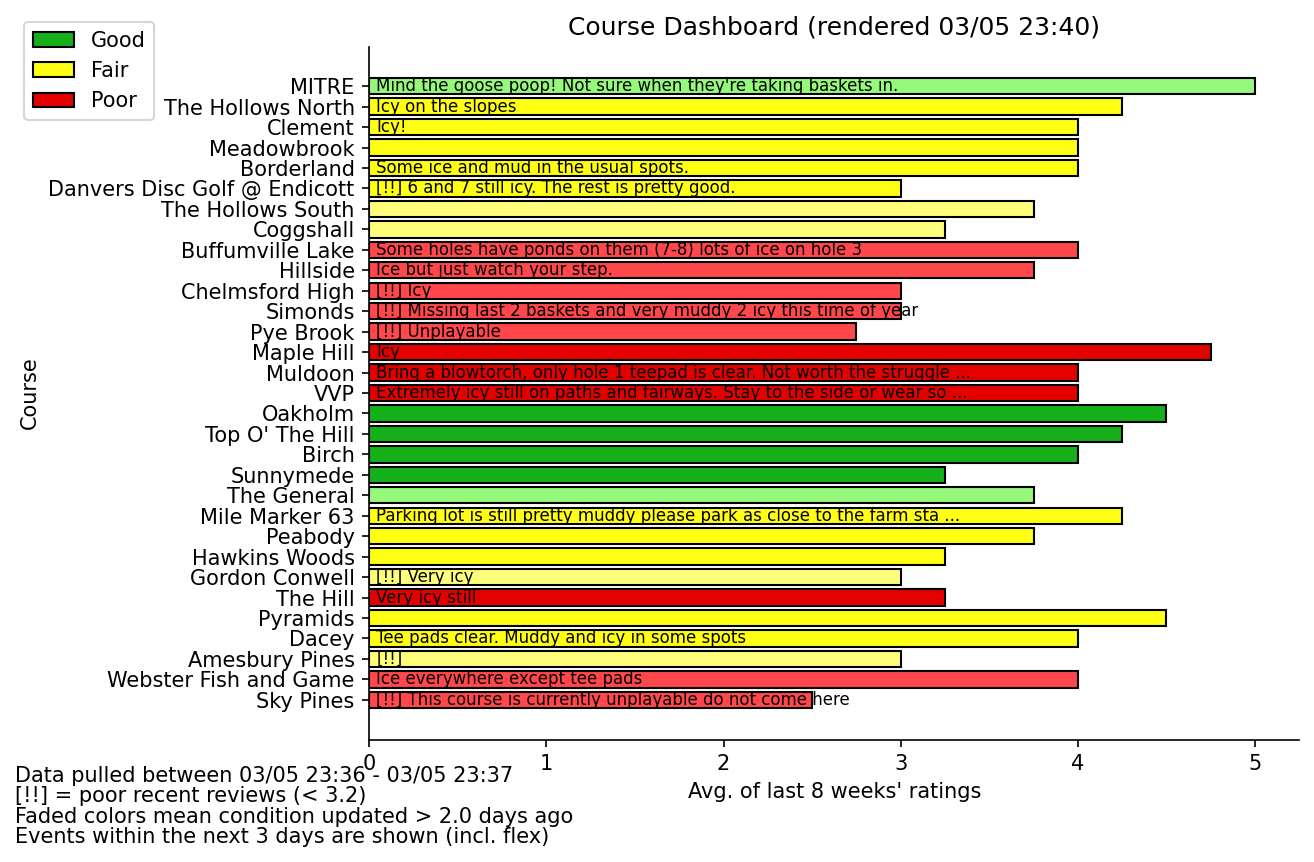 Course Dashboard (rendered 03/05 23:40)
Good
Fair
Poor
Course
MITRE Mind the goose poop! Not sure when they're taking baskets in.
The Hollows North Icy on the slopes
Clement Icy!
Meadowbrook
Borderland Some ice and mud in the usual spots.
Danvers Disc Golf @ Endicott [!!] 6 and 7 still icy. The rest is pretty good.
The Hollows South
Coggshall
Buffumville Lake Some holes have ponds on them (7-8) lots of ice on hole 3
Hillside Ice but just watch your step.
Chelmsford High [!!] Icy
Simonds [!!] Missing last 2 baskets and very muddy 2 icy this time of year
Pye Brook [!!] Unplayable
Maple Hill Icy
Muldoon Bring a blowtorch, only hole 1 teepad is clear. Not worth the struggle ...
VVP Extremely icy still on paths and fairways. Stay to the side or wear so ...
Oakholm
Top O' The Hill
Birch
Sunnymede
The General
Mile Marker 63 Parking lot is still pretty muddy please park as close to the farm sta ...
Peabody
Hawkins Woods
Gordon Conwell [!!] Very icy
The Hill Very icy still
Pyramids
Dacey Tee pads clear. Muddy and icy in some spots
Amesbury Pines [!!]
Webster Fish and Game Ice everywhere except tee pads
Sky Pines [!!] This course is currently unplayable do not come here
0 1 2 3 4 5
Avg. of last 8 weeks' ratings
Data pulled between 03/05 23:36 - 03/05 23:37
[!!] = poor recent reviews (< 3.2)
Faded colors mean condition updated > 2.0 days ago
Events within the next 3 days are shown (incl. flex)